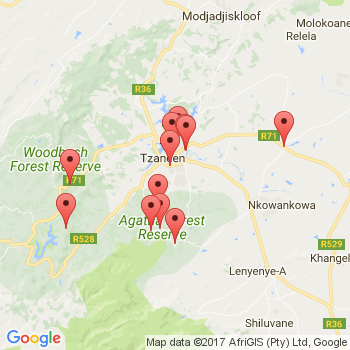 Modjadjiskloof
Molokoane
Relela
R36
R71
Woodbush
Forest Reserve
Tzaneen
R71
Nkowankowa
Agatha Forest
Reserve
R528
R529
Khangel
Lenyenye-A
Shiluvane
R36
Google
Map data ©2017 AfriGIS (Pty) Ltd, Google